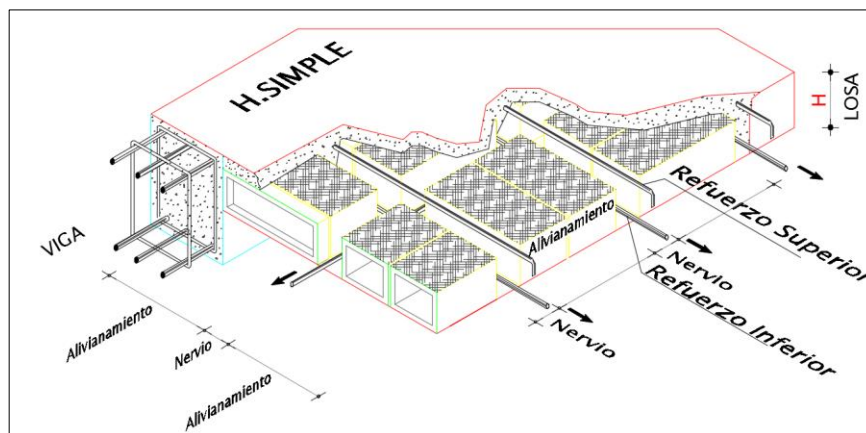 H.SIMPLE
H
LOSA
VIGA
Alivianamiento
Refuerzo Superior
Nervio
Refuerzo Inferior
Nervio
Alivianamiento
Nervio
Alivianamiento